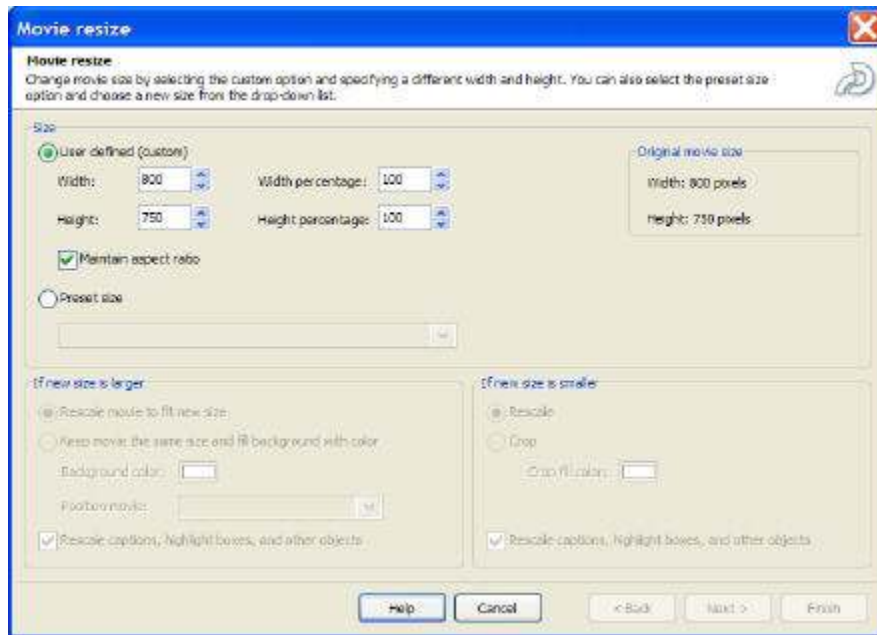 Movie resize
Movie resize
Change movie size by selecting the custom option and specifying a different width and height. You can also select the preset size
option and choose a new size from the drop-down list.
Size
User defined (custom)
Original movie size
Width: 800 Width percentage: 100
Width: 800 pixels
Height: 750 Height percentage: 100
Height: 750 pixels
Maintain aspect ratio
Preset size
If new size is larger
If new size is smaller
Rescale movie to fit new size
Rescale
Keep movie the same size and fill background with color
Crop
Background color:
Crop fill color:
Position movie:
Rescale captions, highlight boxes, and other objects
Rescale captions, highlight boxes, and other objects
Help Cancel < Back Next > Finish